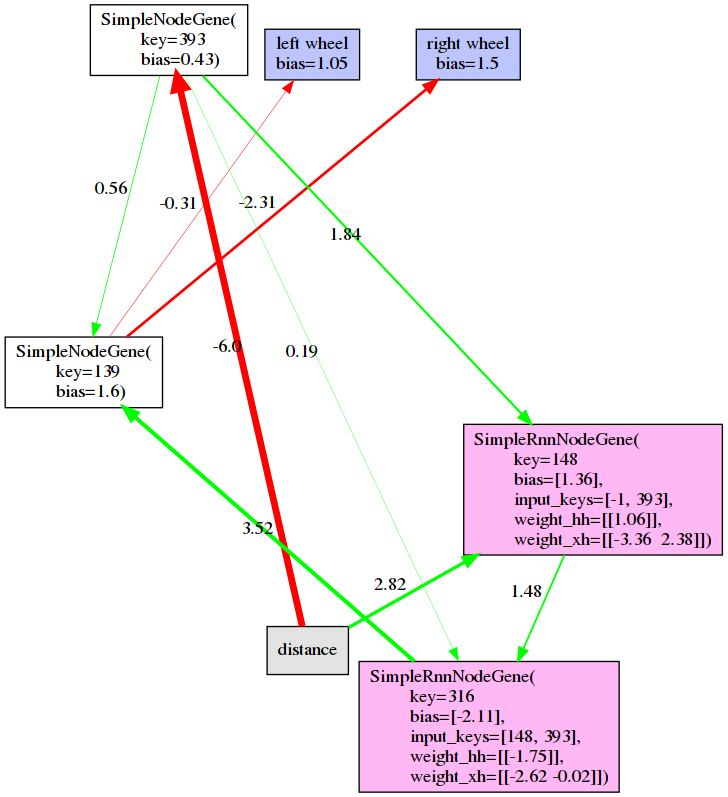 SimpleNodeGene(
key=393
bias=0.43)
left wheel
bias=1.05
right wheel
bias=1.5
0.56
-0.31
-2.31
1.84
-6.0
0.19
SimpleNodeGene(
key=139
bias=1.6)
SimpleRnnNodeGene(
key=148
bias=[1.36],
input_keys=[-1, 393],
weight_hh=[[1.06]],
weight_xh=[[-3.36 2.38]])
3.52
2.82
1.48
distance
SimpleRnnNodeGene(
key=316
bias=[-2.11],
input_keys=[148, 393],
weight_hh=[[-1.75]],
weight_xh=[[-2.62 -0.02]])